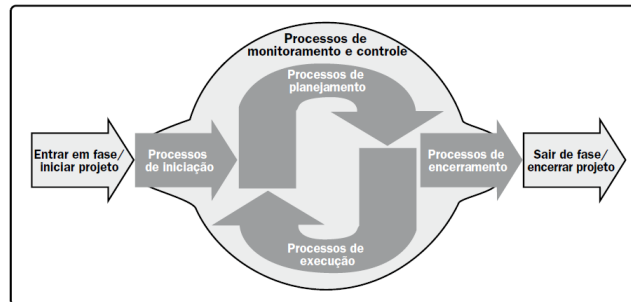 Processos de
monitoramento e controle
Processos de
planejamento
Entrar em fase/
iniciar projeto
Processos
de iniciação
Processos de
encerramento
Sair de fase/
encerrar projeto
Processos de
execução